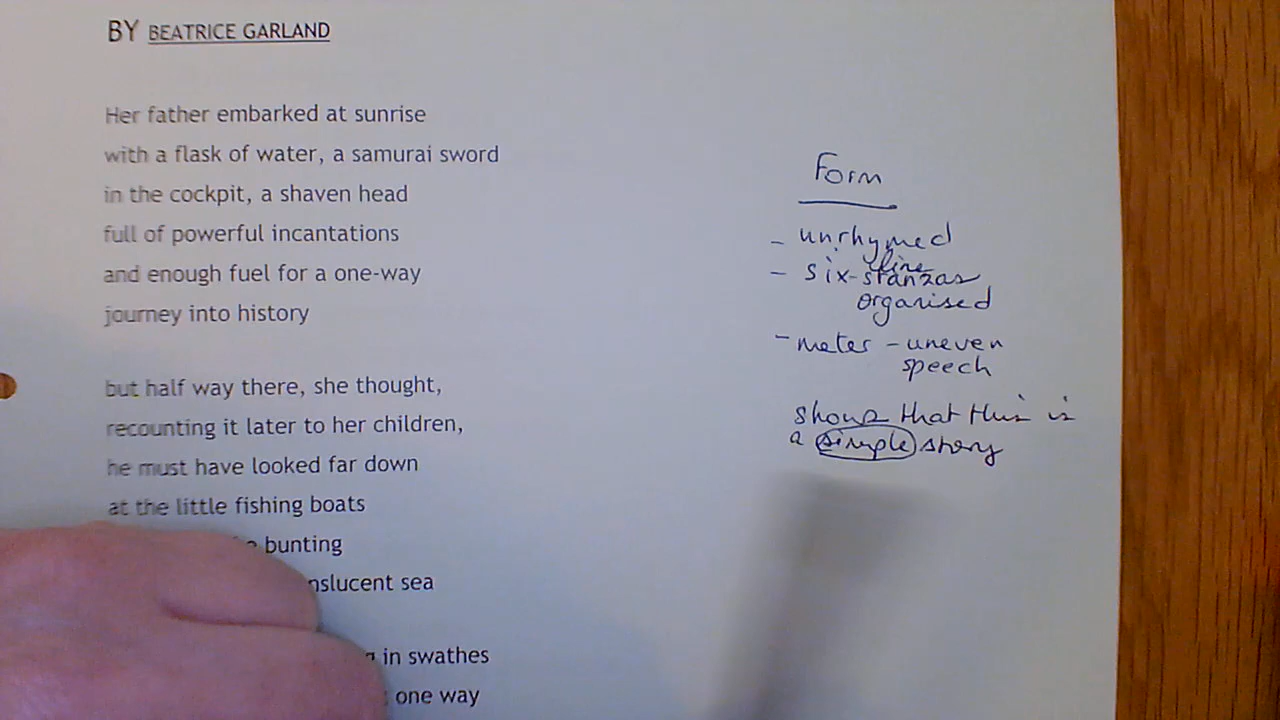 BY BEATRICE GARLAND
Her father embarked at sunrise
with a flask of water, a samurai sword
in the cockpit, a shaven head
full of powerful incantations
and enough fuel for a one-way
journey into history
but half way there, she thought,
recounting it later to her children,
he must have looked far down
at the little fishing boats
bunting
nslucent sea
in swathes
one way
Form
- unrhymed
- six-line stanzas
organised
- meter - uneven
speech
shows that this is
a simple story